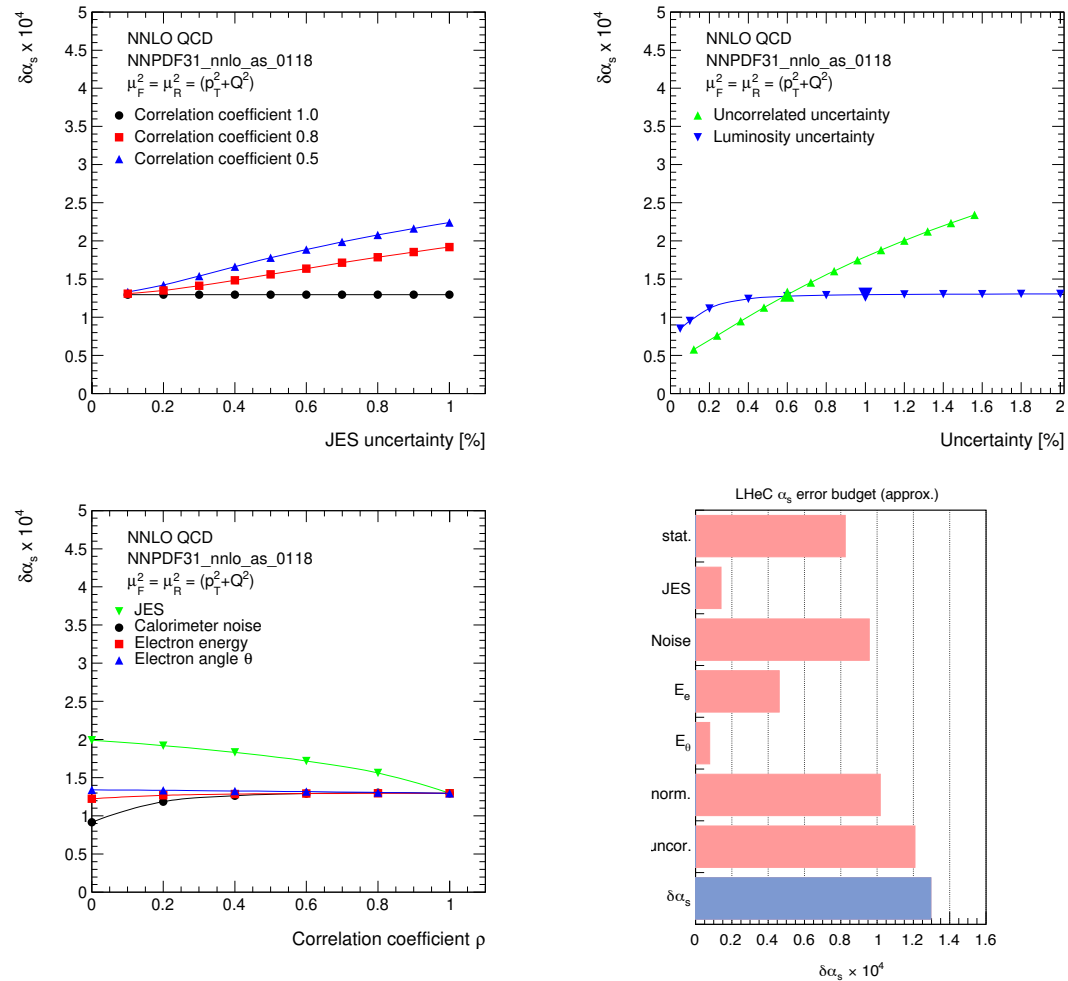 δαs x 10^4
5
4.5
4
3.5
3
2.5
2
1.5
1
0.5
0
NNLO QCD
NNPDF31_nnlo_as_0118
μ_F^2 = μ_R^2 = (p_T^2+Q^2)
Correlation coefficient 1.0
Correlation coefficient 0.8
Correlation coefficient 0.5
0 0.2 0.4 0.6 0.8 1
JES uncertainty [%]
δαs x 10^4
5
4.5
4
3.5
3
2.5
2
1.5
1
0.5
0
NNLO QCD
NNPDF31_nnlo_as_0118
μ_F^2 = μ_R^2 = (p_T^2+Q^2)
Uncorrelated uncertainty
Luminosity uncertainty
0 0.2 0.4 0.6 0.8 1 1.2 1.4 1.6 1.8 2
Uncertainty [%]
δαs x 10^4
5
4.5
4
3.5
3
2.5
2
1.5
1
0.5
0
NNLO QCD
NNPDF31_nnlo_as_0118
μ_F^2 = μ_R^2 = (p_T^2+Q^2)
JES
Calorimeter noise
Electron energy
Electron angle θ
0 0.2 0.4 0.6 0.8 1
Correlation coefficient ρ
LHeC αs error budget (approx.)
stat.
JES
Noise
E_e
E_θ
norm.
uncor.
δαs
0 0.2 0.4 0.6 0.8 1 1.2 1.4 1.6
δαs × 10^4